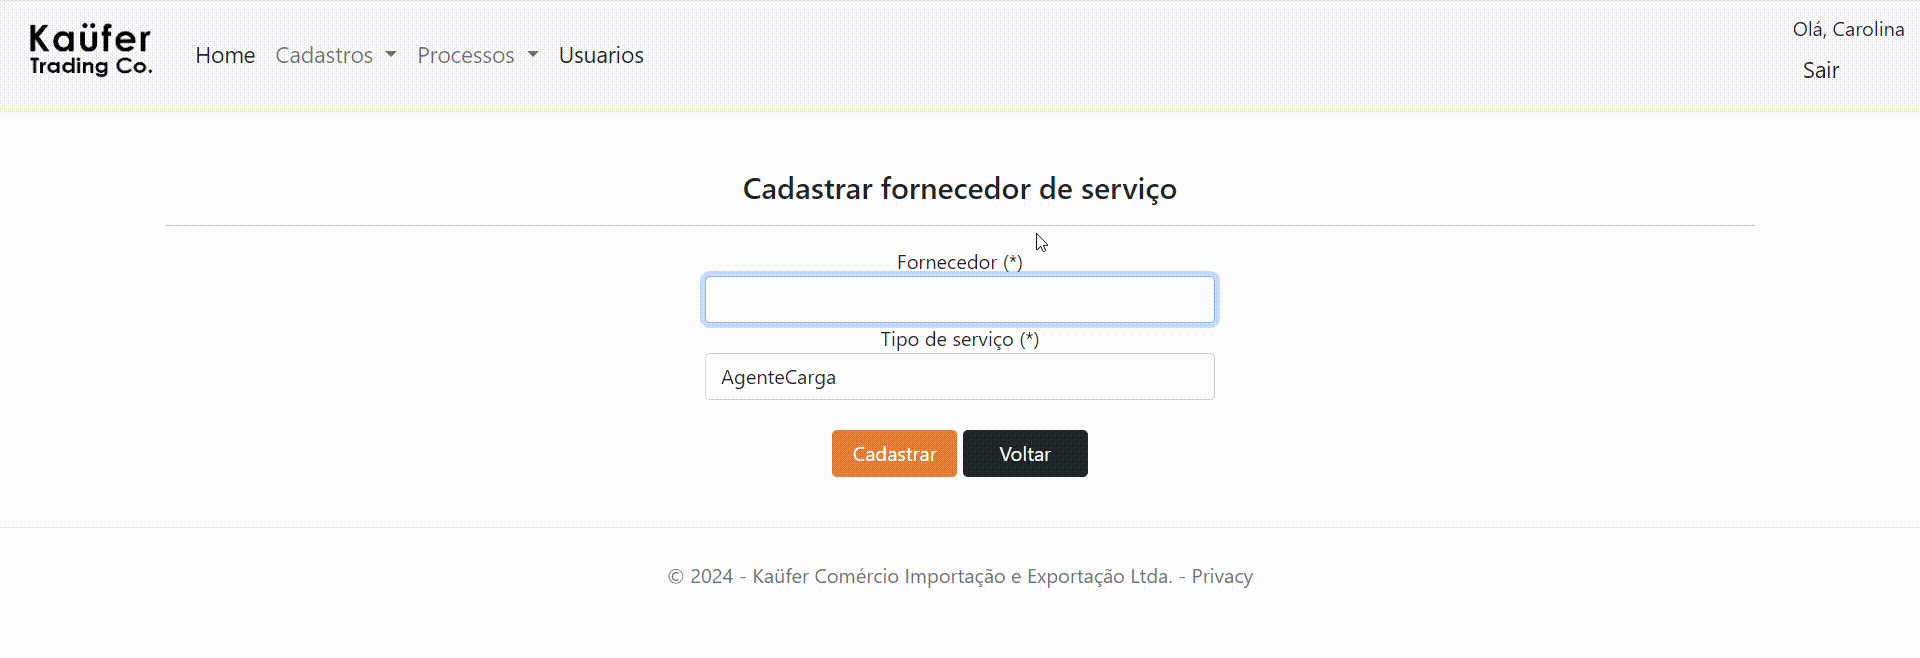 Kaüfer
Trading Co.
Home Cadastros Processos Usuarios
Olá, Carolina
Sair
Cadastrar fornecedor de serviço
Fornecedor (*)
Tipo de serviço (*)
AgenteCarga
Cadastrar Voltar
© 2024 - Kaüfer Comércio Importação e Exportação Ltda. - Privacy